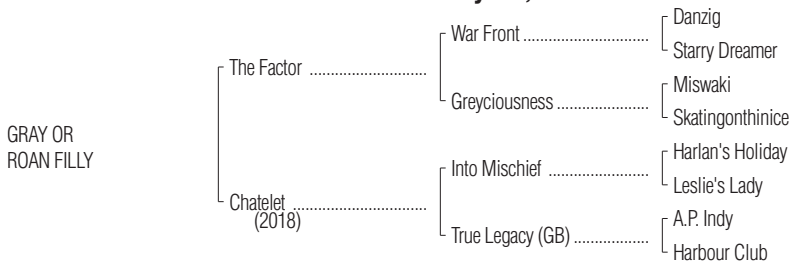 Danzig
War Front ..........................
Starry Dreamer
The Factor ........................
Miswaki
Greyciousness ...................
Skatingonthinice
GRAY OR
ROAN FILLY
Harlan's Holiday
Into Mischief .....................
Leslie's Lady
Chatelet ............................
(2018)
A.P. Indy
True Legacy (GB) ................
Harbour Club